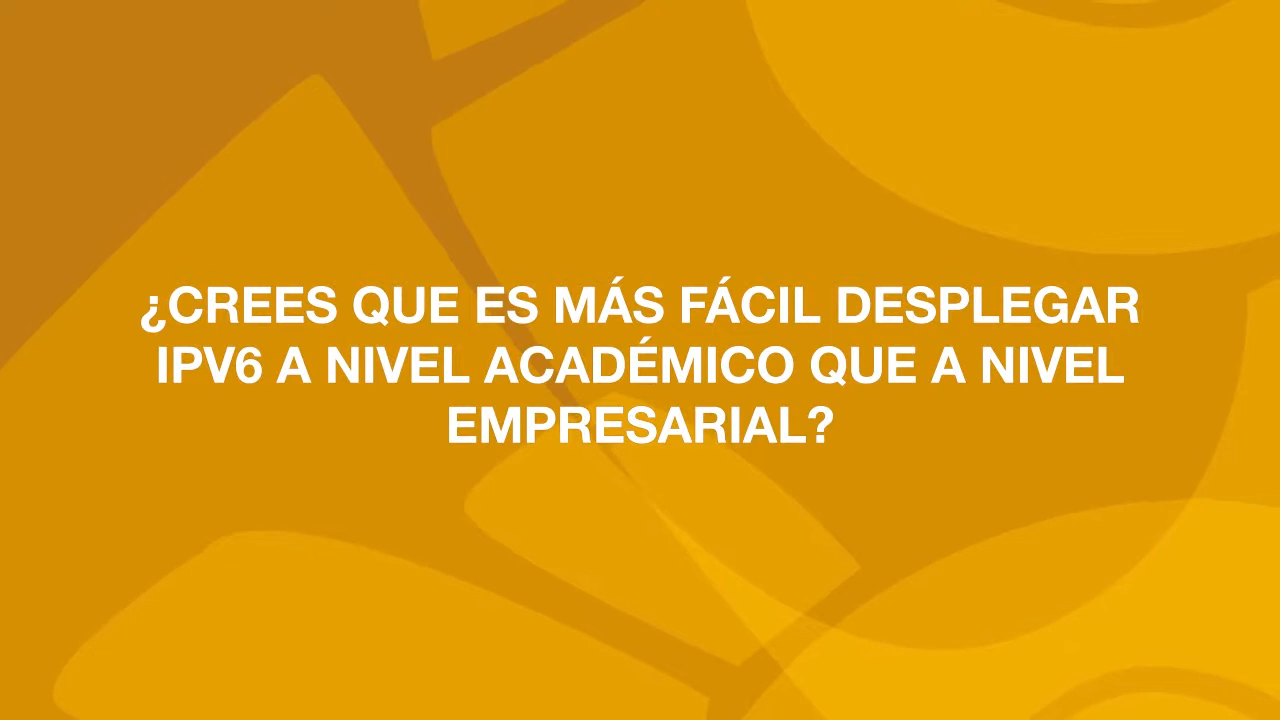 ¿CREES QUE ES MÁS FÁCIL DESPLEGAR
IPV6 A NIVEL ACADÉMICO QUE A NIVEL
EMPRESARIAL?